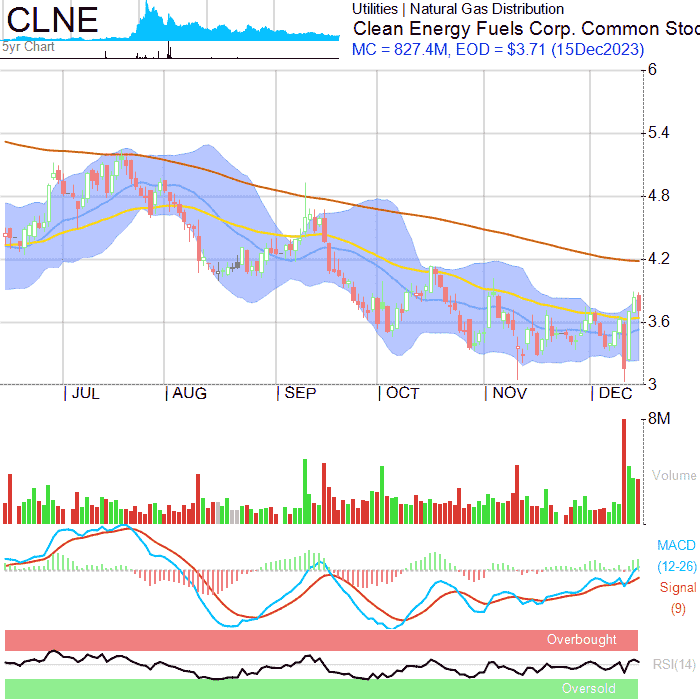 CLNE
5yr Chart
Utilities | Natural Gas Distribution
Clean Energy Fuels Corp. Common Stoc
MC = 827.4M, EOD = $3.71 (15Dec2023)
6
5.4
4.8
4.2
3.6
3
JUL AUG SEP OCT NOV DEC
8M
Volume
MACD
(12-26)
Signal
(9)
Overbought
RSI(14)
Oversold